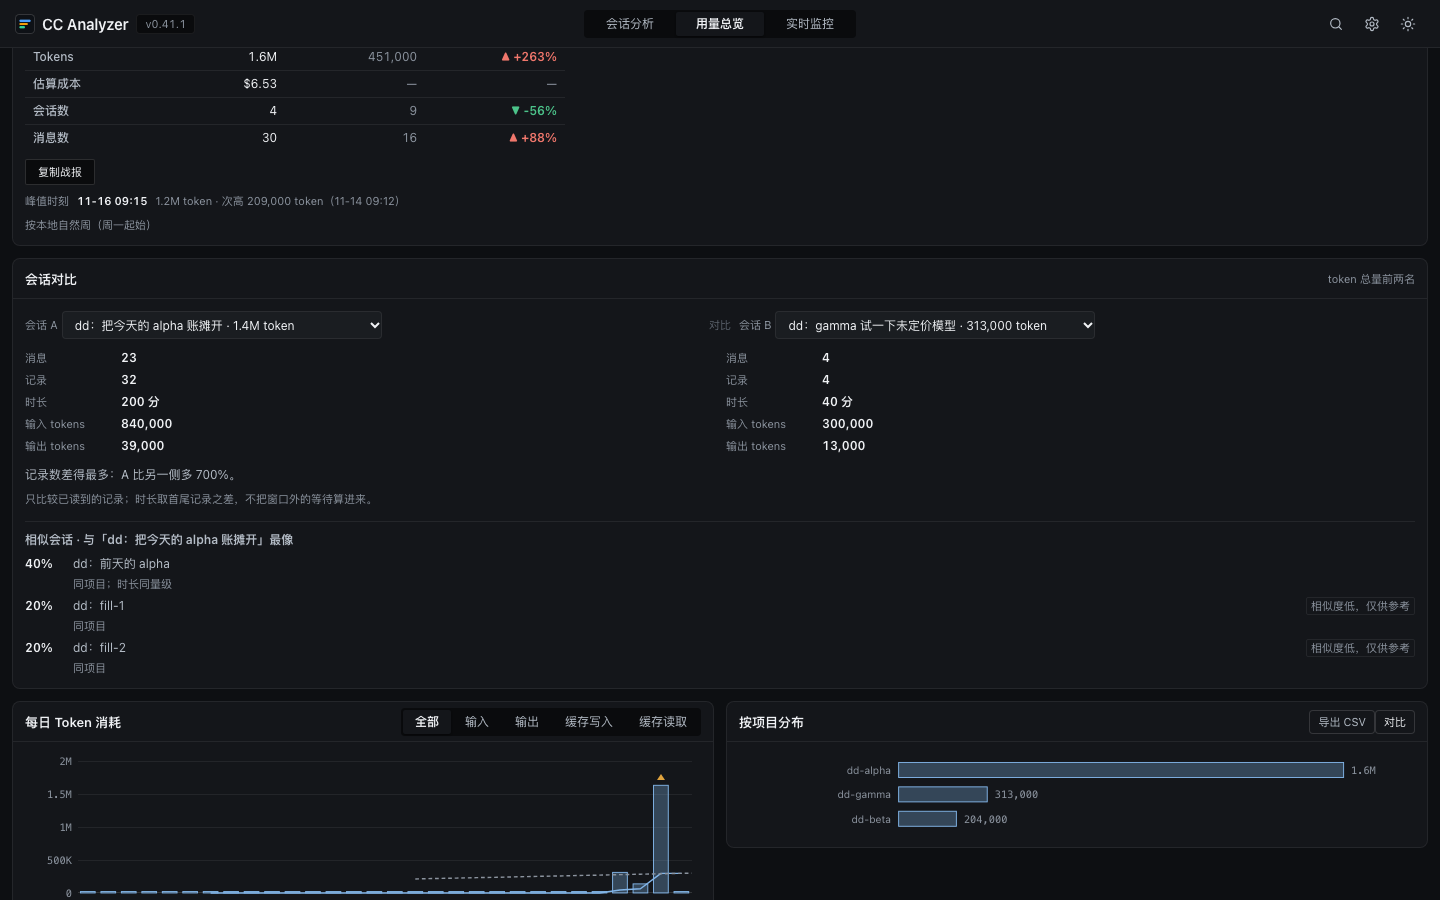 CC Analyzer v0.41.1 会话分析 用量总览 实时监控
Tokens 1.6M 451,000 ▲ +263%
估算成本 $6.53 — —
会话数 4 9 ▼ -56%
消息数 30 16 ▲ +88%
复制战报
峰值时刻 11-16 09:15 1.2M token · 次高 209,000 token（11-14 09:12）
按本地自然周（周一起始）
会话对比 token 总量前两名
会话 A dd：把今天的 alpha 账摊开 · 1.4M token 对比 会话 B dd：gamma 试一下未定价模型 · 313,000 token
消息 23 消息 4
记录 32 记录 4
时长 200 分 时长 40 分
输入 tokens 840,000 输入 tokens 300,000
输出 tokens 39,000 输出 tokens 13,000
记录数差得最多：A 比另一侧多 700%。
只比较已读到的记录；时长取首尾记录之差，不把窗口外的等待算进来。
相似会话 · 与「dd：把今天的 alpha 账摊开」最像
40% dd：前天的 alpha
同项目；时长同量级
20% dd：fill-1 相似度低，仅供参考
同项目
20% dd：fill-2 相似度低，仅供参考
同项目
每日 Token 消耗 全部 输入 输出 缓存写入 缓存读取
2M
1.5M
1M
500K
0
按项目分布 导出 CSV 对比
dd-alpha 1.6M
dd-gamma 313,000
dd-beta 204,000